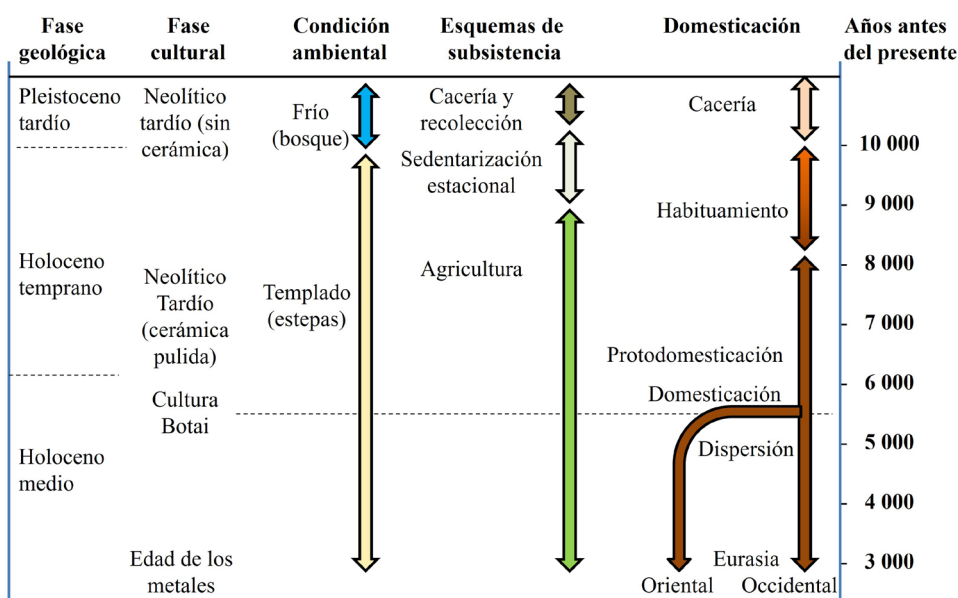 Fase
geológica
Fase
cultural
Condición
ambiental
Esquemas de
subsistencia
Domesticación
Años antes
del presente
Pleistoceno
tardío
Neolítico
tardío (sin
cerámica)
Frío
(bosque)
Cacería y
recolección
Cacería
10 000
Sedentarización
estacional
9 000
Habituamiento
Holoceno
temprano
Neolítico
Tardío
(cerámica
pulida)
Templado
(estepas)
Agricultura
8 000
7 000
Protodomesticación
6 000
Cultura
Botai
Domesticación
Holoceno
medio
Dispersión
5 000
4 000
Edad de los
metales
Eurasia
Oriental Occidental
3 000